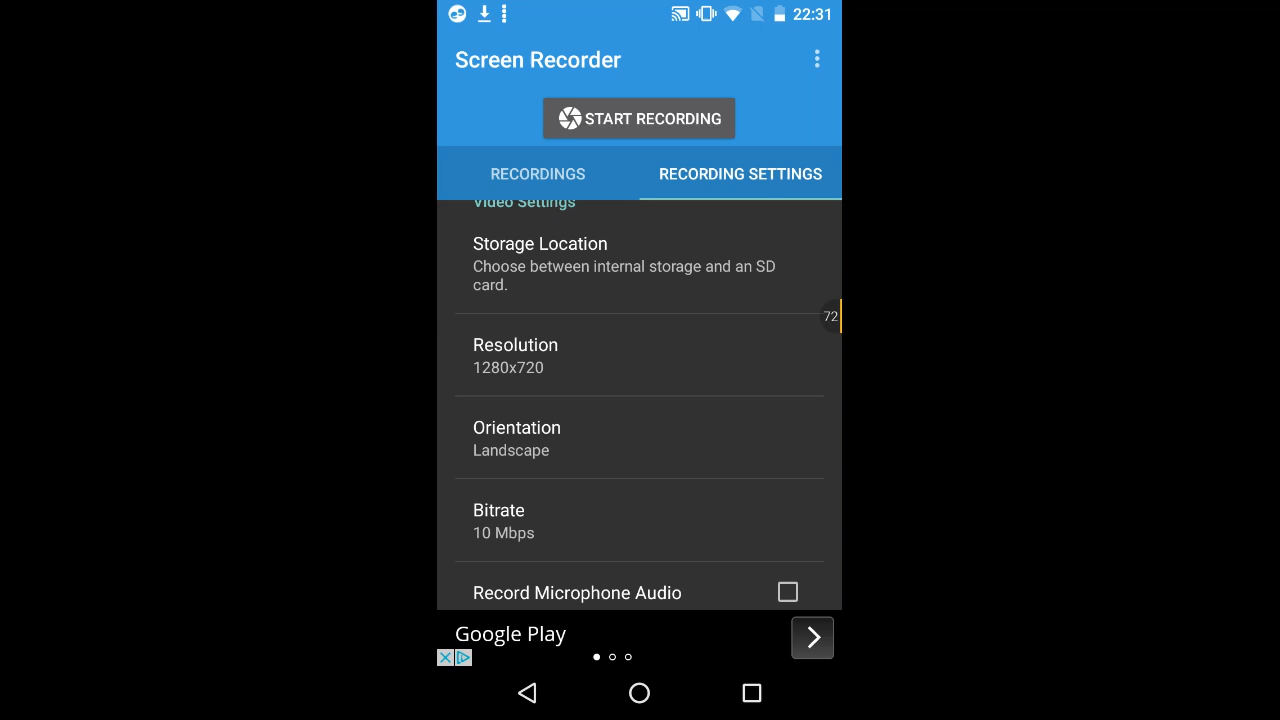 22:31
Screen Recorder
START RECORDING
RECORDINGS
RECORDING SETTINGS
Video Settings
Storage Location
Choose between internal storage and an SD
card.
72
Resolution
1280x720
Orientation
Landscape
Bitrate
10 Mbps
Record Microphone Audio
Google Play